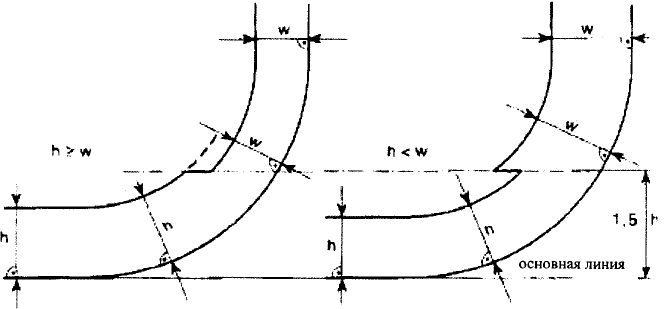 w w
w w
h ≥ w h < w
h h h h 1,5 h
основная линия